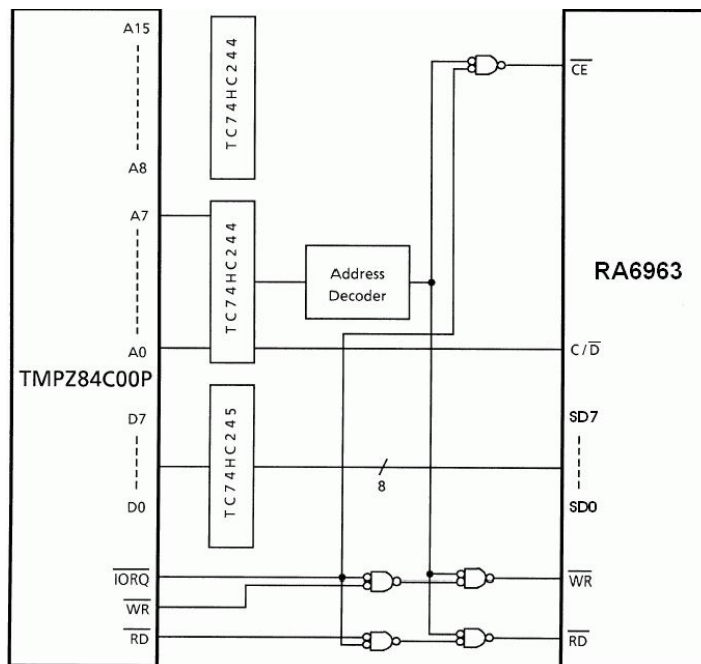 A15
A8
TC74HC244
A7
A0
TC74HC244
Address
Decoder
CE
RA6963
C/D
TMPZ84C00P
D7
D0
TC74HC245
8
SD7
SD0
IORQ
WR
RD
WR
RD